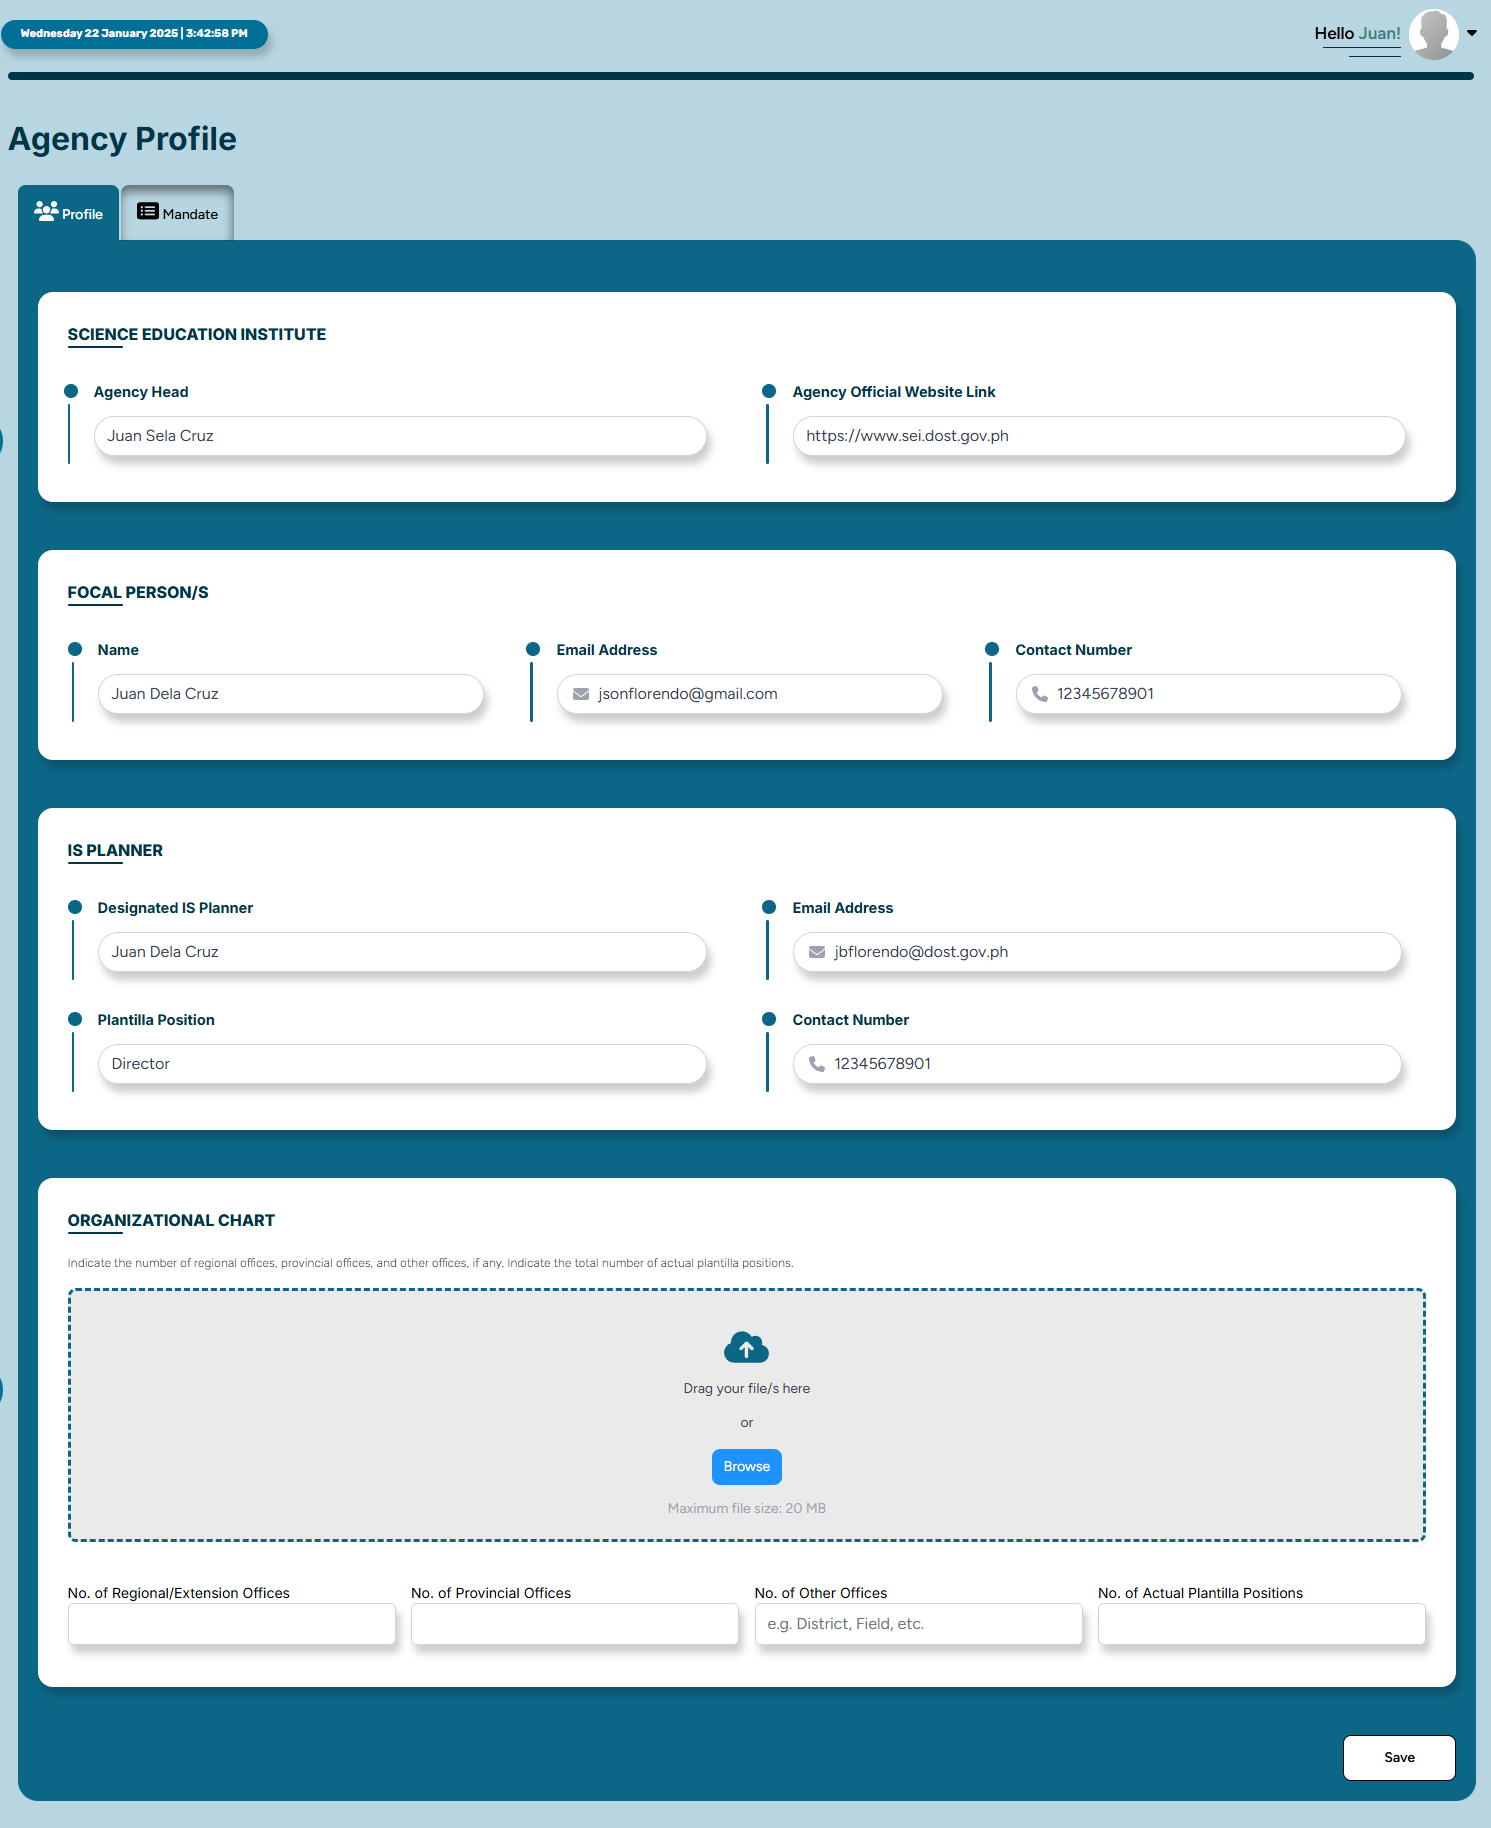 Wednesday 22 January 2025 | 3:42:58 PM
Hello Juan!
Agency Profile
Profile
Mandate
SCIENCE EDUCATION INSTITUTE
Agency Head
Agency Official Website Link
Juan Sela Cruz
https://www.sei.dost.gov.ph
FOCAL PERSON/S
Name
Email Address
Contact Number
Juan Dela Cruz
jsonflorendo@gmail.com
12345678901
IS PLANNER
Designated IS Planner
Email Address
Juan Dela Cruz
jbflorendo@dost.gov.ph
Plantilla Position
Contact Number
Director
12345678901
ORGANIZATIONAL CHART
Indicate the number of regional offices, provincial offices, and other offices, if any. Indicate the total number of actual plantilla positions.
Drag your file/s here
or
Browse
Maximum file size: 20 MB
No. of Regional/Extension Offices
No. of Provincial Offices
No. of Other Offices
No. of Actual Plantilla Positions
e.g. District, Field, etc.
Save